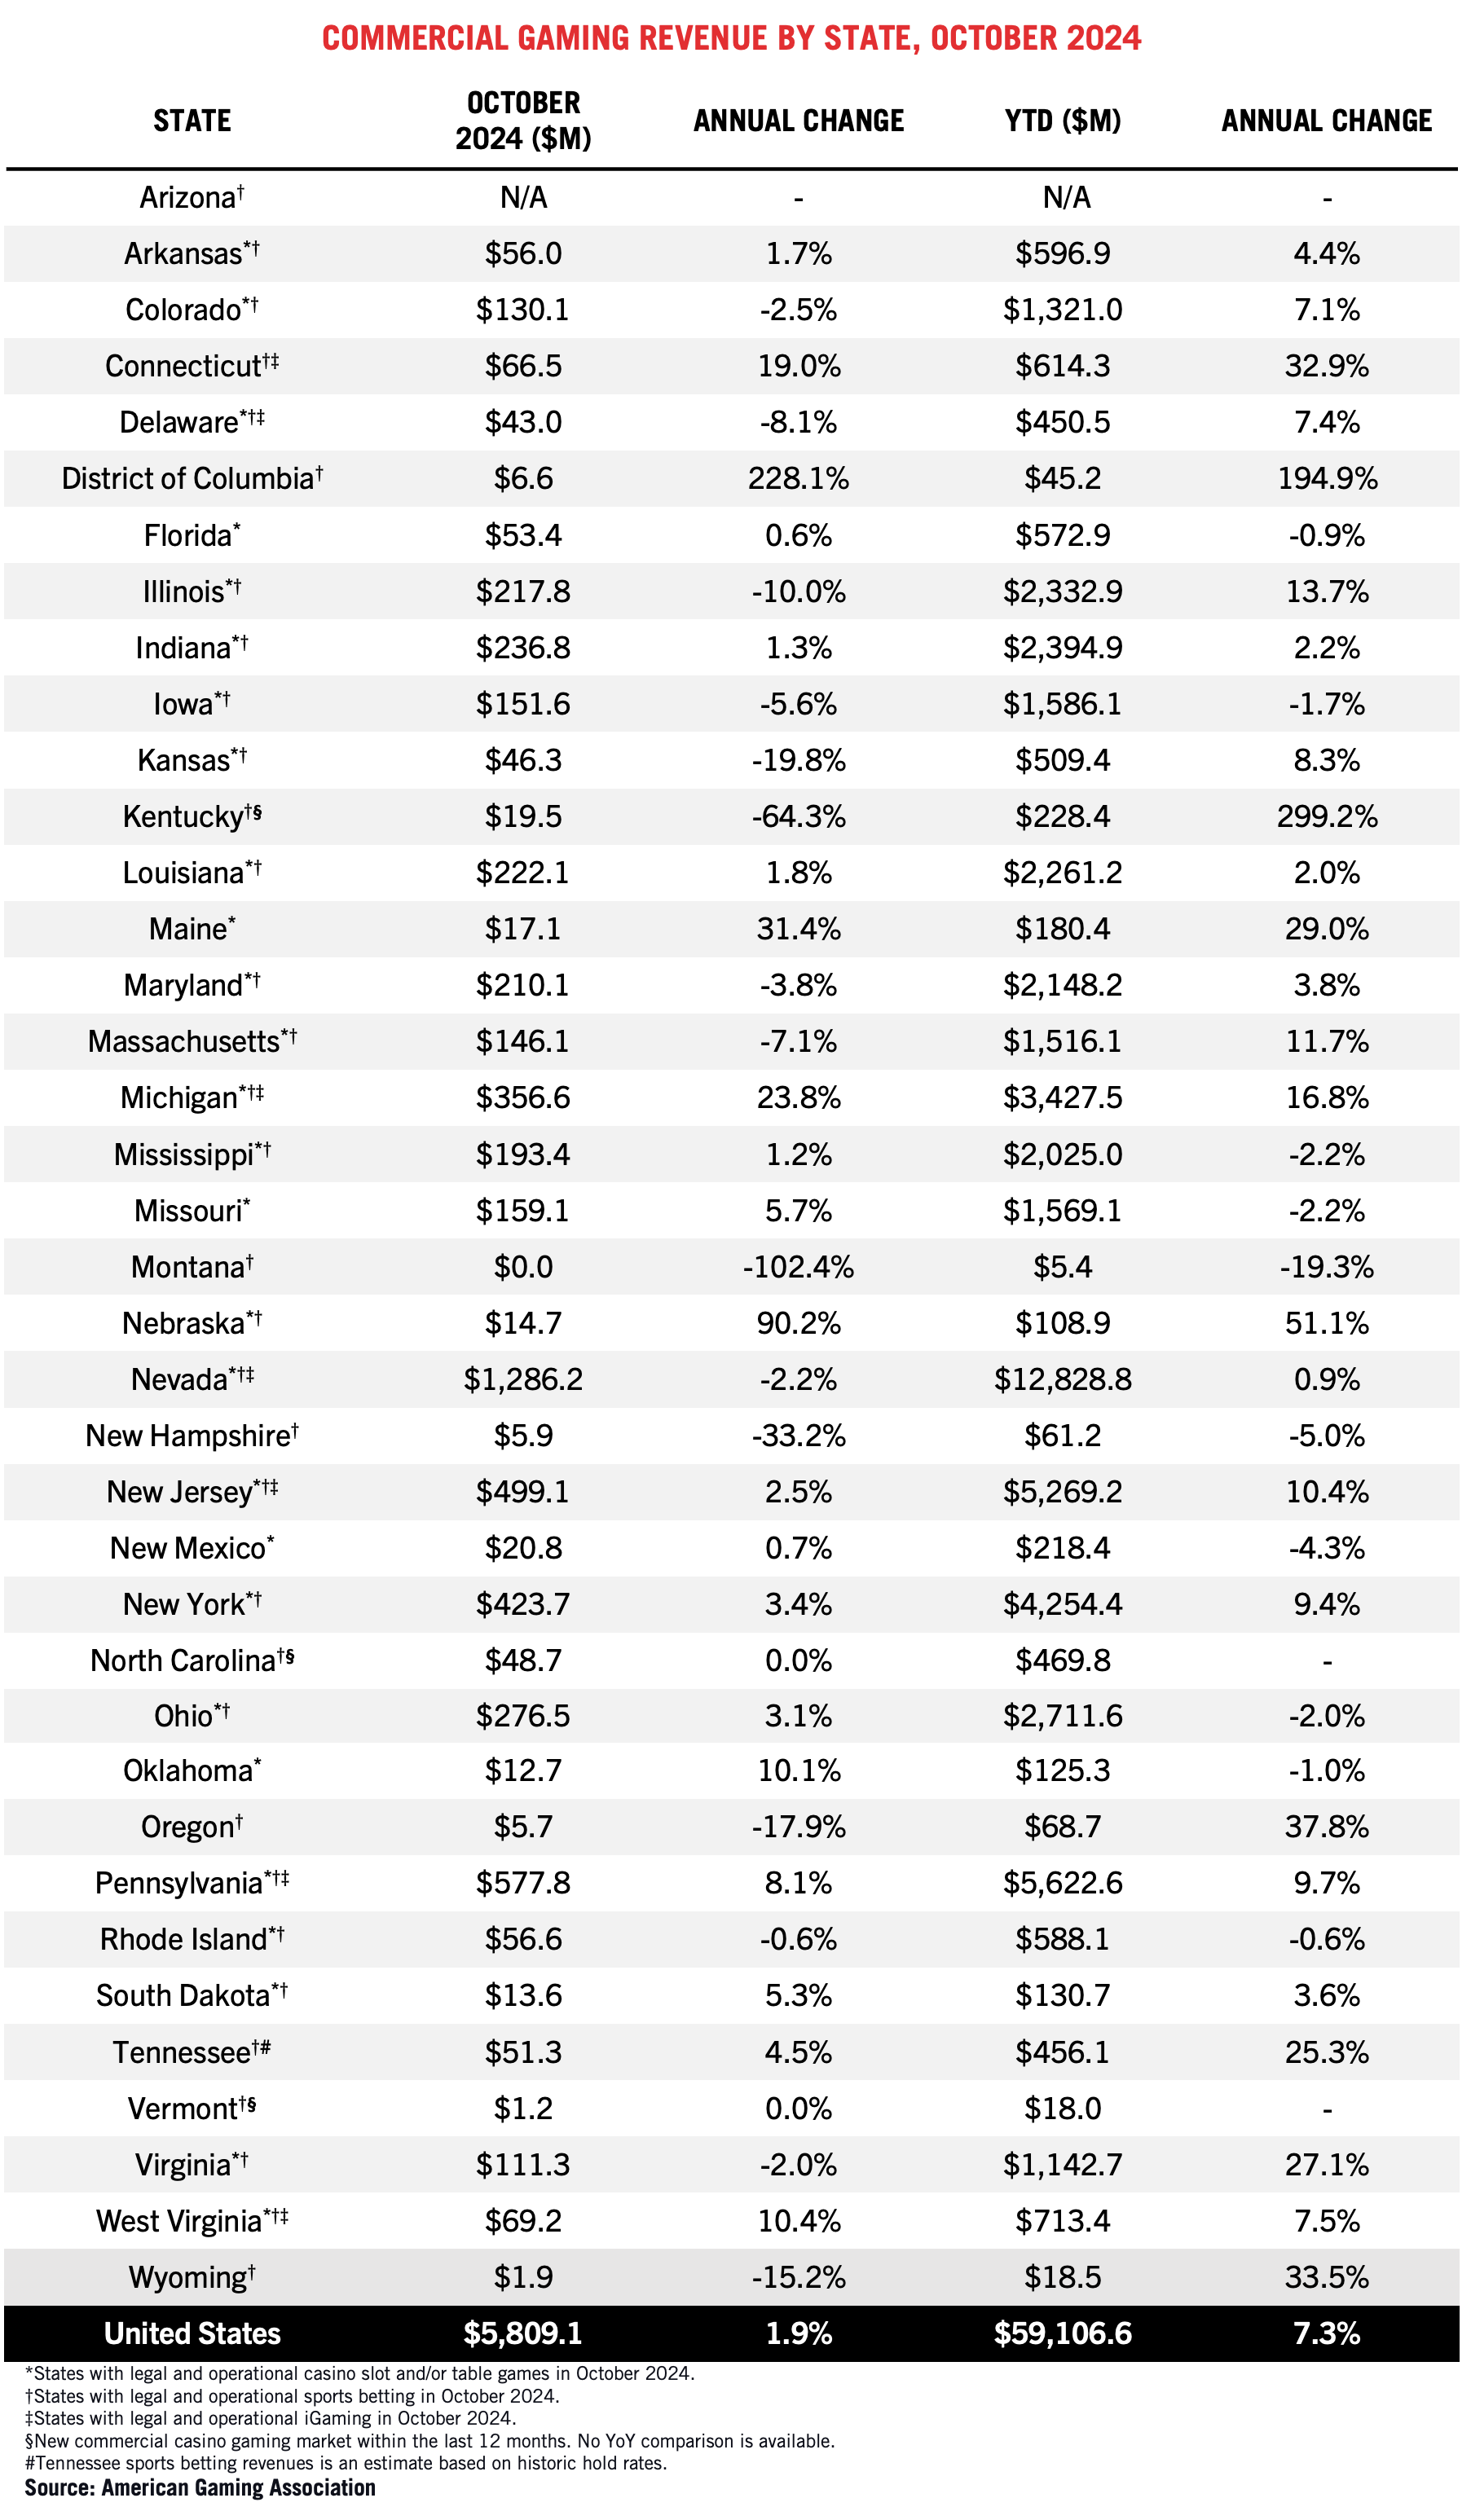 COMMERCIAL GAMING REVENUE BY STATE, OCTOBER 2024
STATE OCTOBER 2024 ($M) ANNUAL CHANGE YTD ($M) ANNUAL CHANGE
Arizona† N/A - N/A -
Arkansas*† $56.0 1.7% $596.9 4.4%
Colorado*† $130.1 -2.5% $1,321.0 7.1%
Connecticut†‡ $66.5 19.0% $614.3 32.9%
Delaware*†‡ $43.0 -8.1% $450.5 7.4%
District of Columbia† $6.6 228.1% $45.2 194.9%
Florida* $53.4 0.6% $572.9 -0.9%
Illinois*† $217.8 -10.0% $2,332.9 13.7%
Indiana*† $236.8 1.3% $2,394.9 2.2%
Iowa*† $151.6 -5.6% $1,586.1 -1.7%
Kansas*† $46.3 -19.8% $509.4 8.3%
Kentucky†§ $19.5 -64.3% $228.4 299.2%
Louisiana*† $222.1 1.8% $2,261.2 2.0%
Maine* $17.1 31.4% $180.4 29.0%
Maryland*† $210.1 -3.8% $2,148.2 3.8%
Massachusetts*† $146.1 -7.1% $1,516.1 11.7%
Michigan*†‡ $356.6 23.8% $3,427.5 16.8%
Mississippi*† $193.4 1.2% $2,025.0 -2.2%
Missouri* $159.1 5.7% $1,569.1 -2.2%
Montana† $0.0 -102.4% $5.4 -19.3%
Nebraska*† $14.7 90.2% $108.9 51.1%
Nevada*†‡ $1,286.2 -2.2% $12,828.8 0.9%
New Hampshire† $5.9 -33.2% $61.2 -5.0%
New Jersey*†‡ $499.1 2.5% $5,269.2 10.4%
New Mexico* $20.8 0.7% $218.4 -4.3%
New York*† $423.7 3.4% $4,254.4 9.4%
North Carolina†§ $48.7 0.0% $469.8 -
Ohio*† $276.5 3.1% $2,711.6 -2.0%
Oklahoma* $12.7 10.1% $125.3 -1.0%
Oregon† $5.7 -17.9% $68.7 37.8%
Pennsylvania*†‡ $577.8 8.1% $5,622.6 9.7%
Rhode Island*† $56.6 -0.6% $588.1 -0.6%
South Dakota*† $13.6 5.3% $130.7 3.6%
Tennessee†# $51.3 4.5% $456.1 25.3%
Vermont†§ $1.2 0.0% $18.0 -
Virginia*† $111.3 -2.0% $1,142.7 27.1%
West Virginia*†‡ $69.2 10.4% $713.4 7.5%
Wyoming† $1.9 -15.2% $18.5 33.5%
United States $5,809.1 1.9% $59,106.6 7.3%
*States with legal and operational casino slot and/or table games in October 2024.
†States with legal and operational sports betting in October 2024.
‡States with legal and operational iGaming in October 2024.
§New commercial casino gaming market within the last 12 months. No YoY comparison is available.
#Tennessee sports betting revenues is an estimate based on historic hold rates.
Source: American Gaming Association